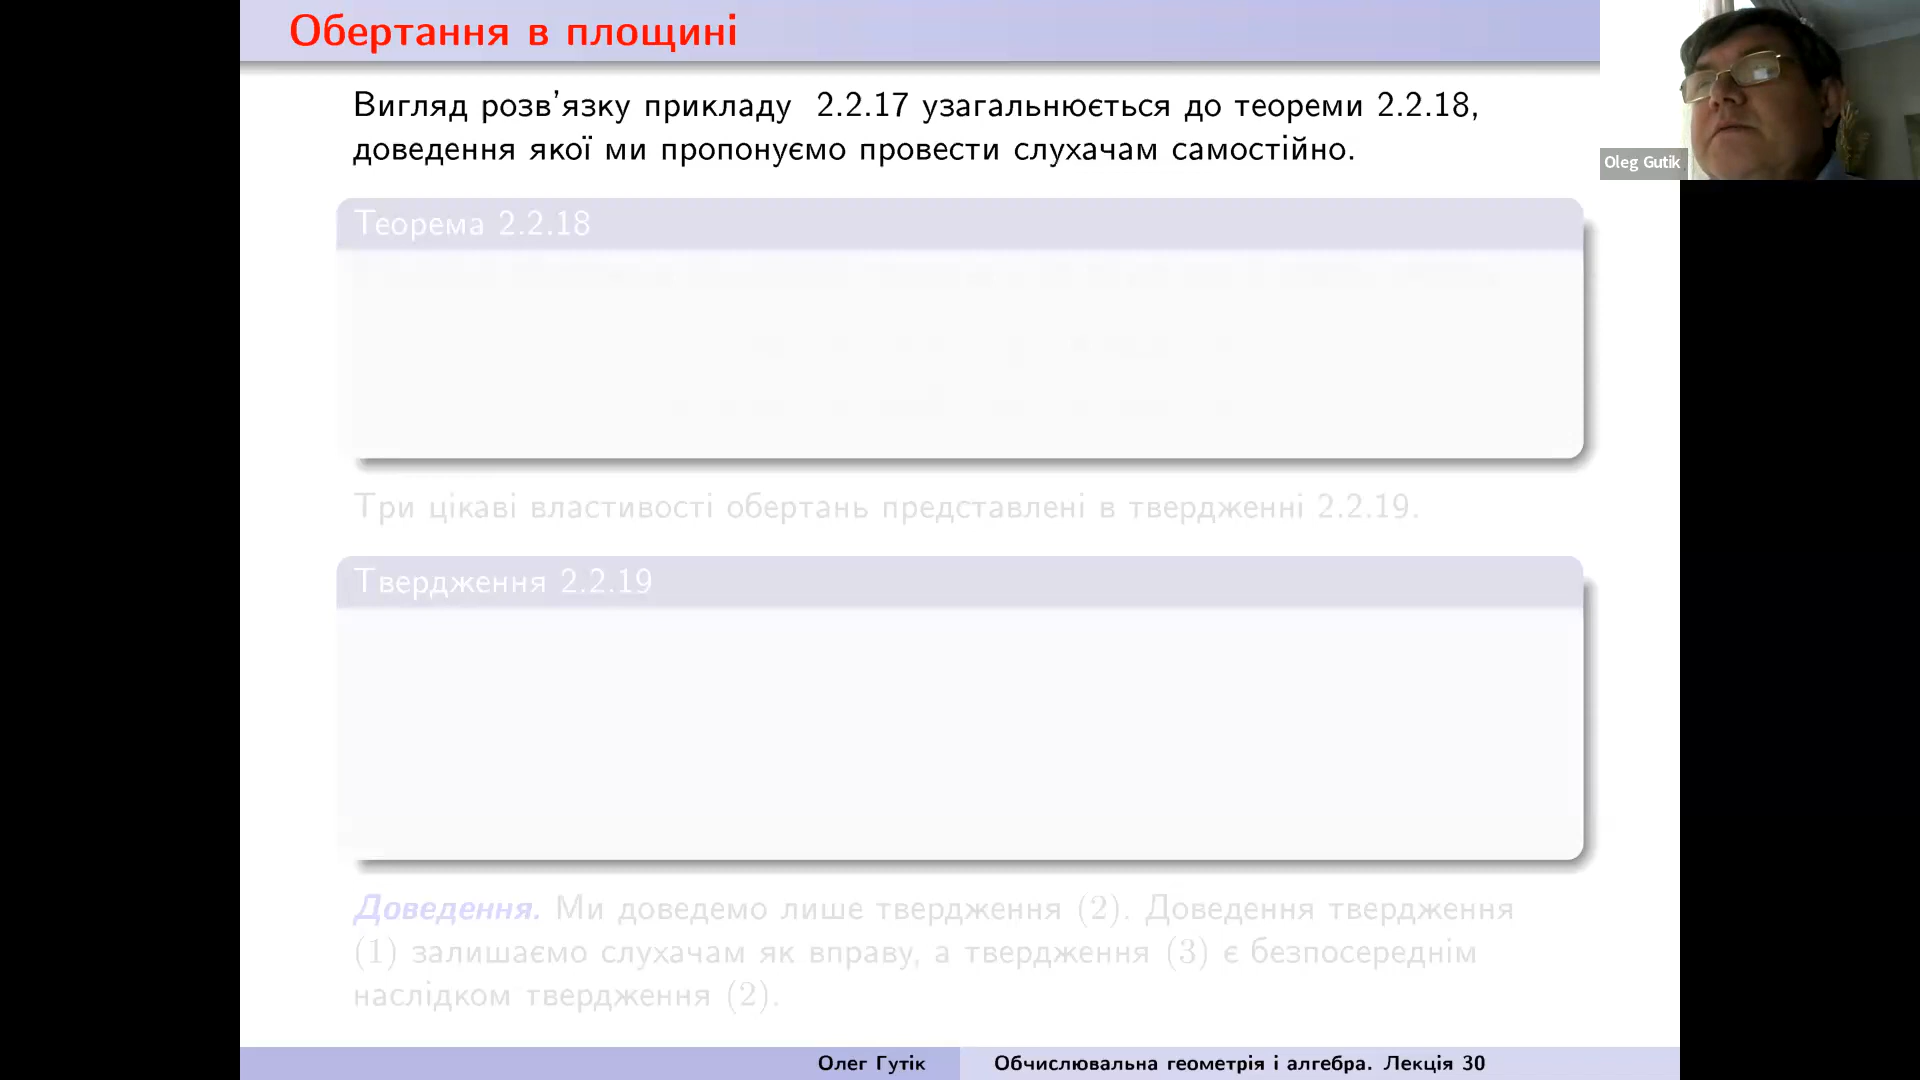 Обертання в площині
Вигляд розв'язку прикладу 2.2.17 узагальнюється до теореми 2.2.18,
доведення якої ми пропонуємо провести слухачам самостійно.
Oleg Gutik
Теорема 2.2.18
Три цікаві властивості обертань представлені в твердженні 2.2.19.
Твердження 2.2.19
Доведення. Ми доведемо лише твердження (2). Доведення твердження
(1) залишаємо слухачам як вправу, а твердження (3) є безпосереднім
наслідком твердження (2).
Олег Гутік
Обчислювальна геометрія і алгебра. Лекція 30